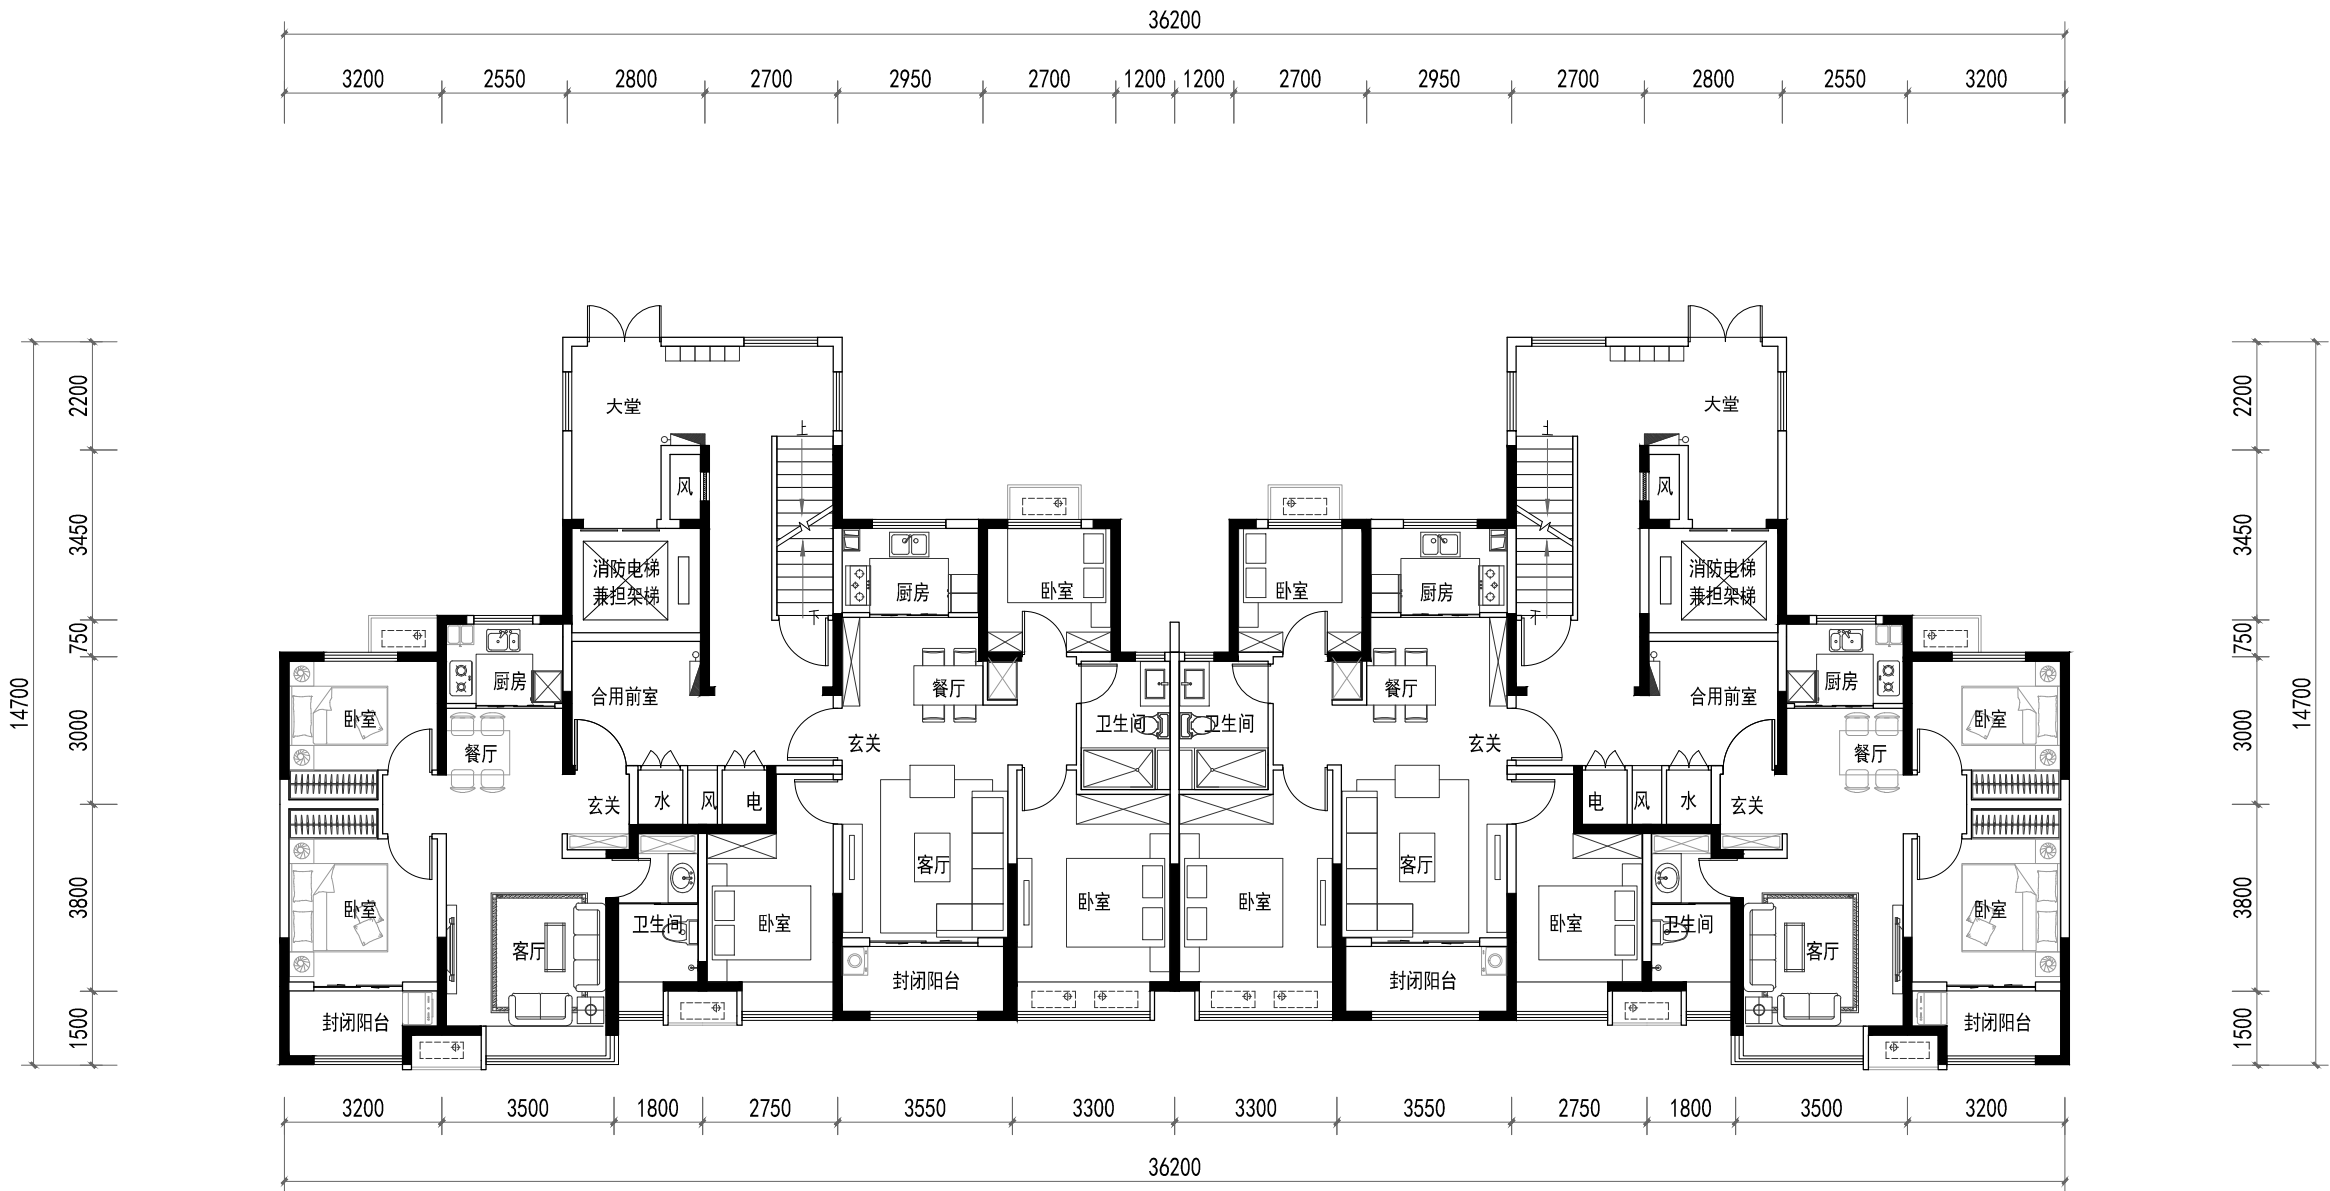 36200
3200 2550 2800 2700 2950 2700 1200 1200 2700 2950 2700 2800 2550 3200
14700
2200
3450
750
3000
3800
1500
2200
3450
750
3000
3800
1500
14700
大堂 大堂
上 上
风 风
消防电梯 消防电梯
兼担架梯 兼担架梯
厨房 卧室 卧室 厨房
下 下
厨房 合用前室 餐厅 餐厅 合用前室 厨房
卧室 卫生间 卫生间 卧室
餐厅 玄关 玄关 餐厅
玄关 水 风 电 电 风 水 玄关
客厅 客厅
卧室 卫生间 卧室 卧室 卧室 卧室 卫生间 卧室
客厅 封闭阳台 封闭阳台 客厅
封闭阳台 封闭阳台
3200 3500 1800 2750 3550 3300 3300 3550 2750 1800 3500 3200
36200